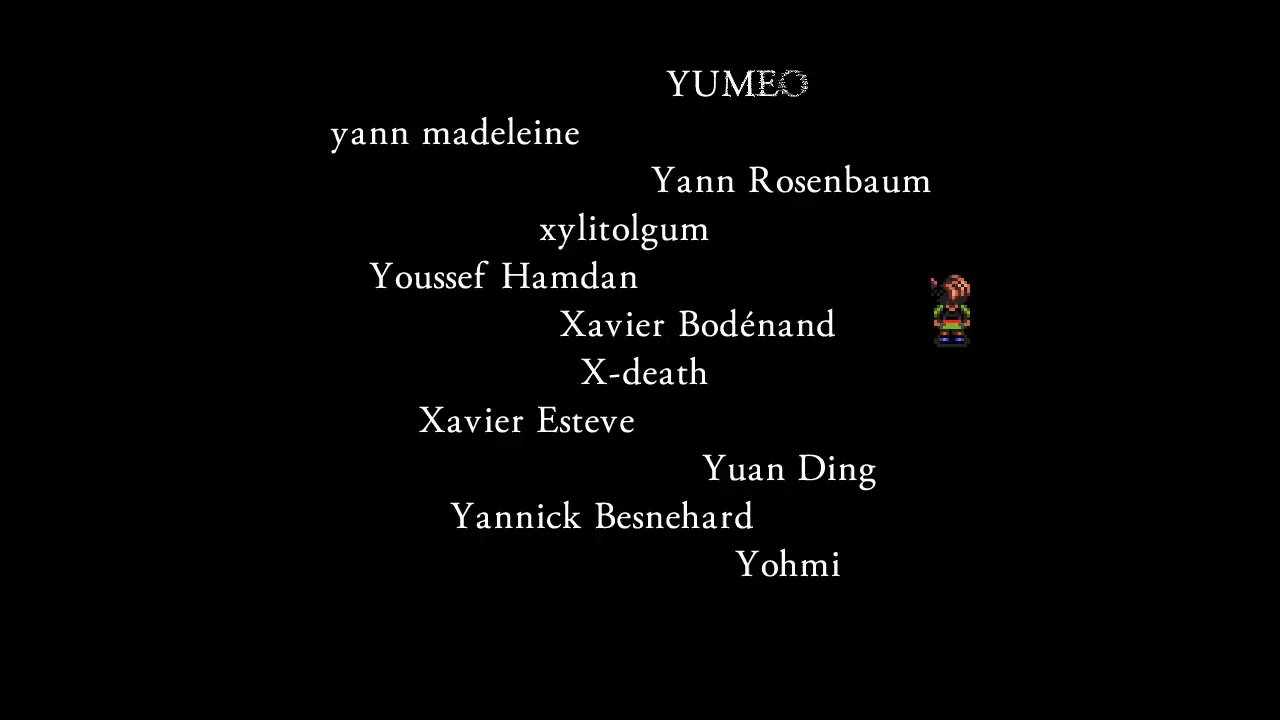 YUMEO
yann madeleine
Yann Rosenbaum
xylitolgum
Youssef Hamdan
Xavier Bodénand
X-death
Xavier Esteve
Yuan Ding
Yannick Besnehard
Yohmi